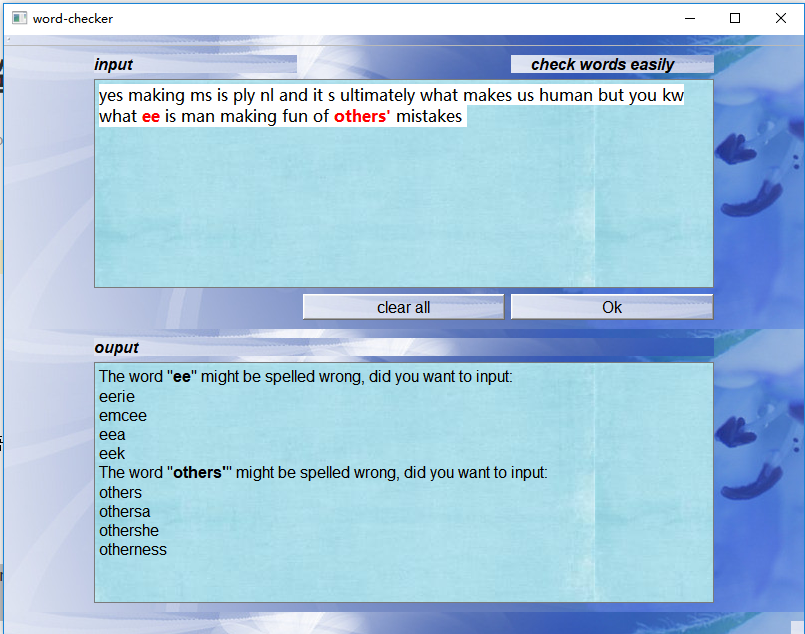 word-checker
input
check words easily
yes making ms is ply nl and it s ultimately what makes us human but you kw
what ee is man making fun of others' mistakes
clear all
Ok
ouput
The word "ee" might be spelled wrong, did you want to input:
eerie
emcee
eea
eek
The word "others'" might be spelled wrong, did you want to input:
others
othersa
othershe
otherness